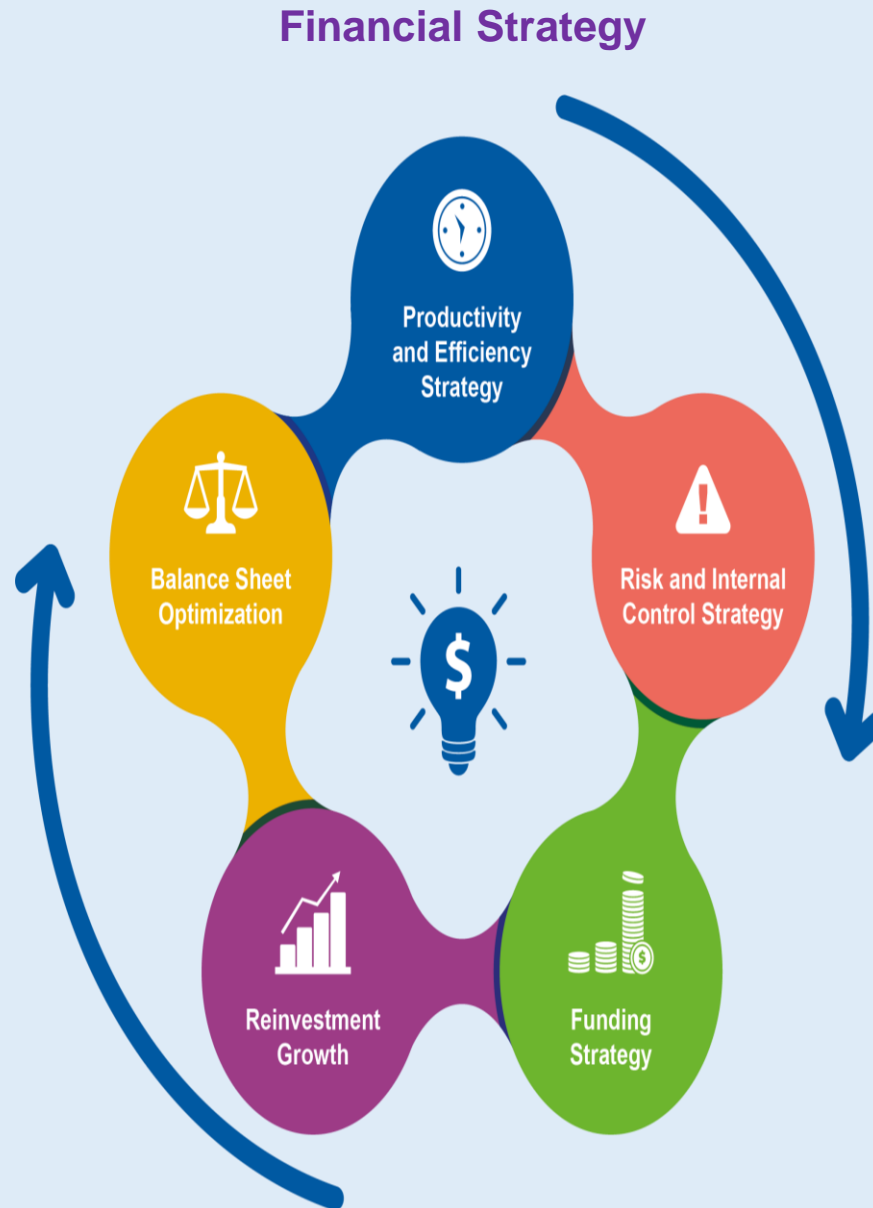 Financial Strategy
Productivity
and Efficiency
Strategy
Balance Sheet
Optimization
Risk and Internal
Control Strategy
$
Reinvestment
Growth
$
Funding
Strategy